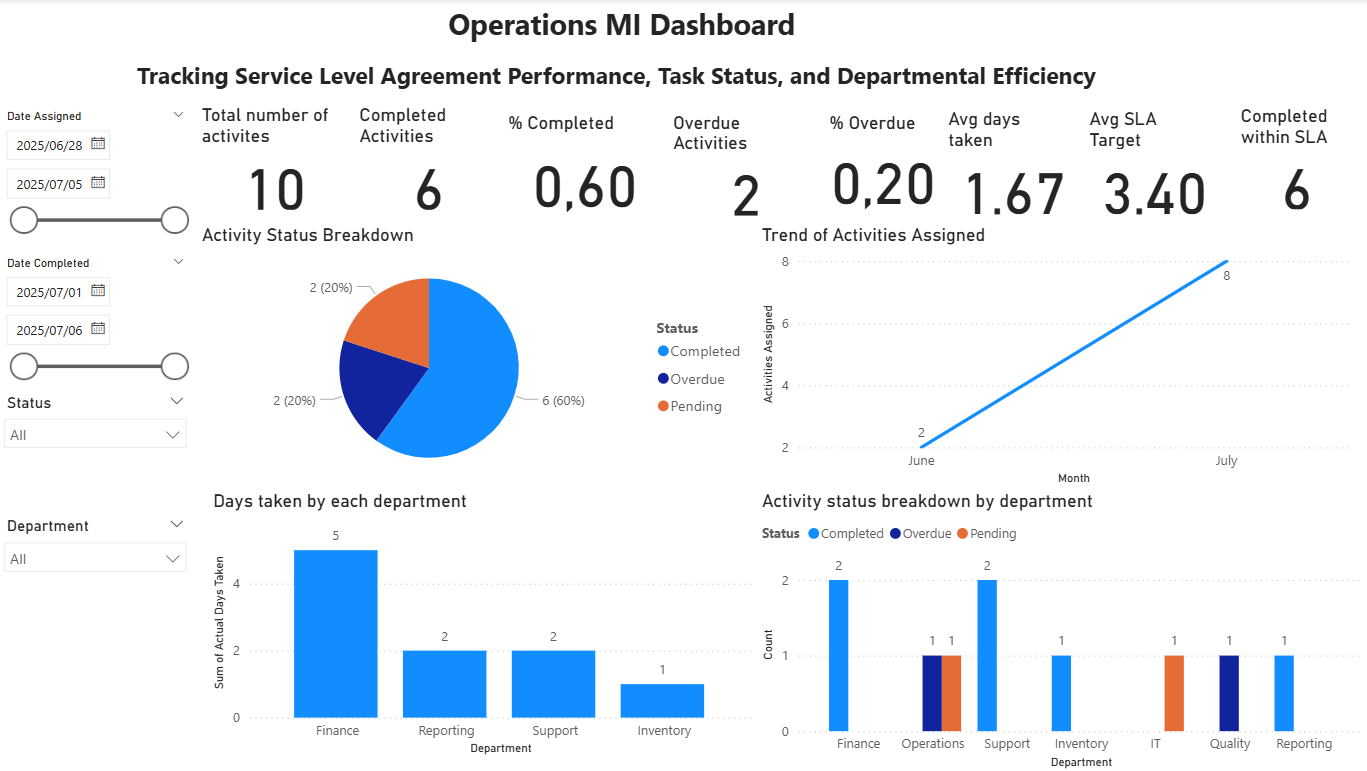 Operations MI Dashboard
Tracking Service Level Agreement Performance, Task Status, and Departmental Efficiency
Date Assigned
2025/06/28
2025/07/05
Date Completed
2025/07/01
2025/07/06
Status
All
Department
All
Total number of
activites
10
Completed
Activities
6
% Completed
0,60
Overdue
Activities
2
% Overdue
0,20
Avg days
taken
1.67
Avg SLA
Target
3.40
Completed
within SLA
6
Activity Status Breakdown
2 (20%)
2 (20%)
6 (60%)
Status
Completed
Overdue
Pending
Trend of Activities Assigned
Activities Assigned
8
6
4
2
2
8
June
July
Month
Days taken by each department
Sum of Actual Days Taken
4
2
0
5
2
2
1
Finance
Reporting
Support
Inventory
Department
Activity status breakdown by department
Status
Completed
Overdue
Pending
Count
2
1
0
2
1
1
2
1
1
1
1
Finance
Operations
Support
Inventory
IT
Quality
Reporting
Department